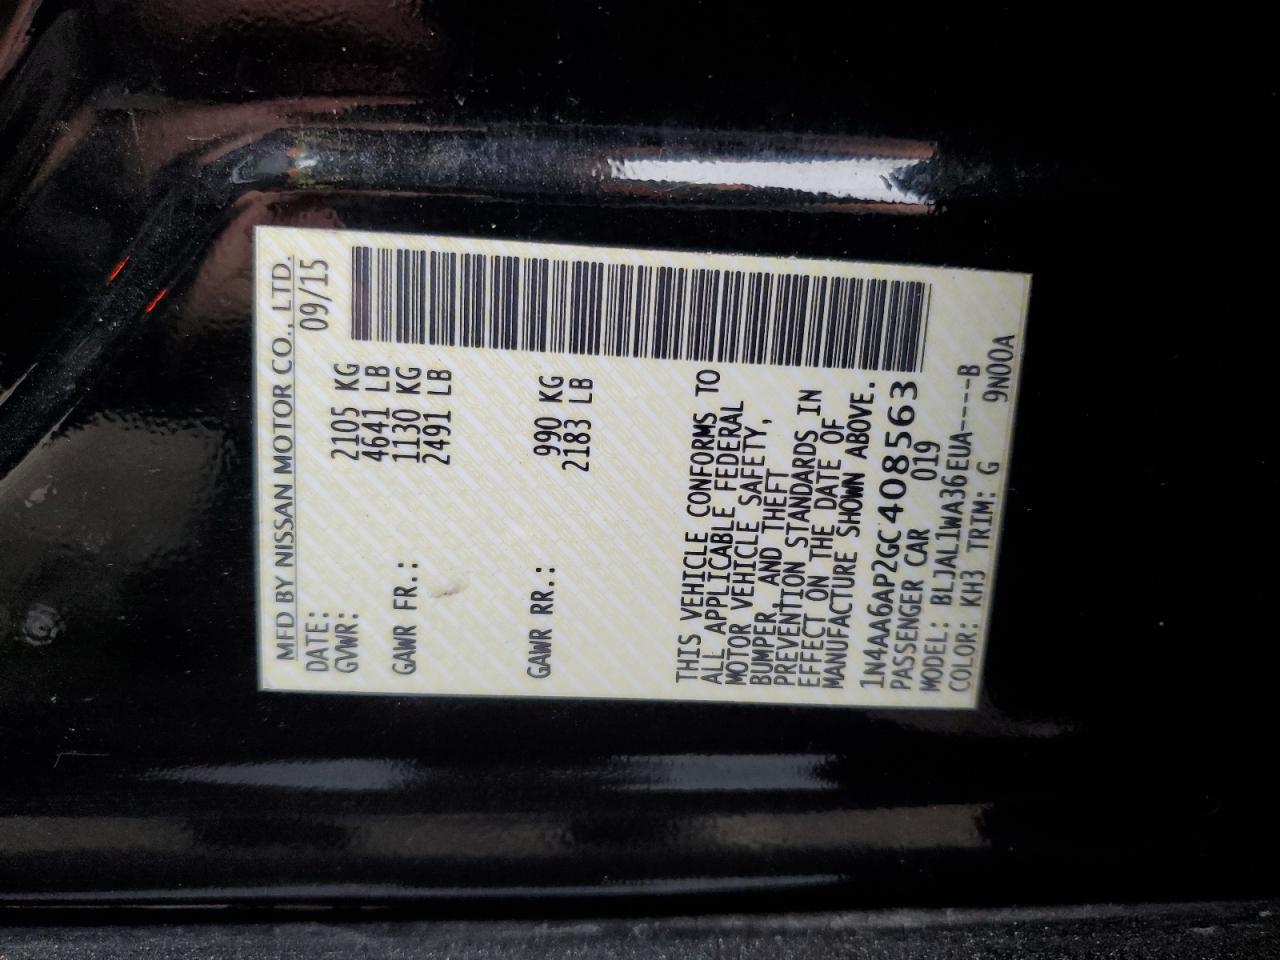 MFD BY NISSAN MOTOR CO., LTD.
DATE: 09/15
GVWR: 2105 KG
4641 LB
GAWR FR.: 1130 KG
2491 LB
GAWR RR.: 990 KG
2183 LB
THIS VEHICLE CONFORMS TO
ALL APPLICABLE FEDERAL
MOTOR VEHICLE SAFETY,
BUMPER, AND THEFT
PREVENTION STANDARDS IN
EFFECT ON THE DATE OF
MANUFACTURE SHOWN ABOVE.
1N4AA6AP2GC408563
PASSENGER CAR 019
MODEL: BLJAL1WA36EUA----B
COLOR: KH3 TRIM: G 9N00A